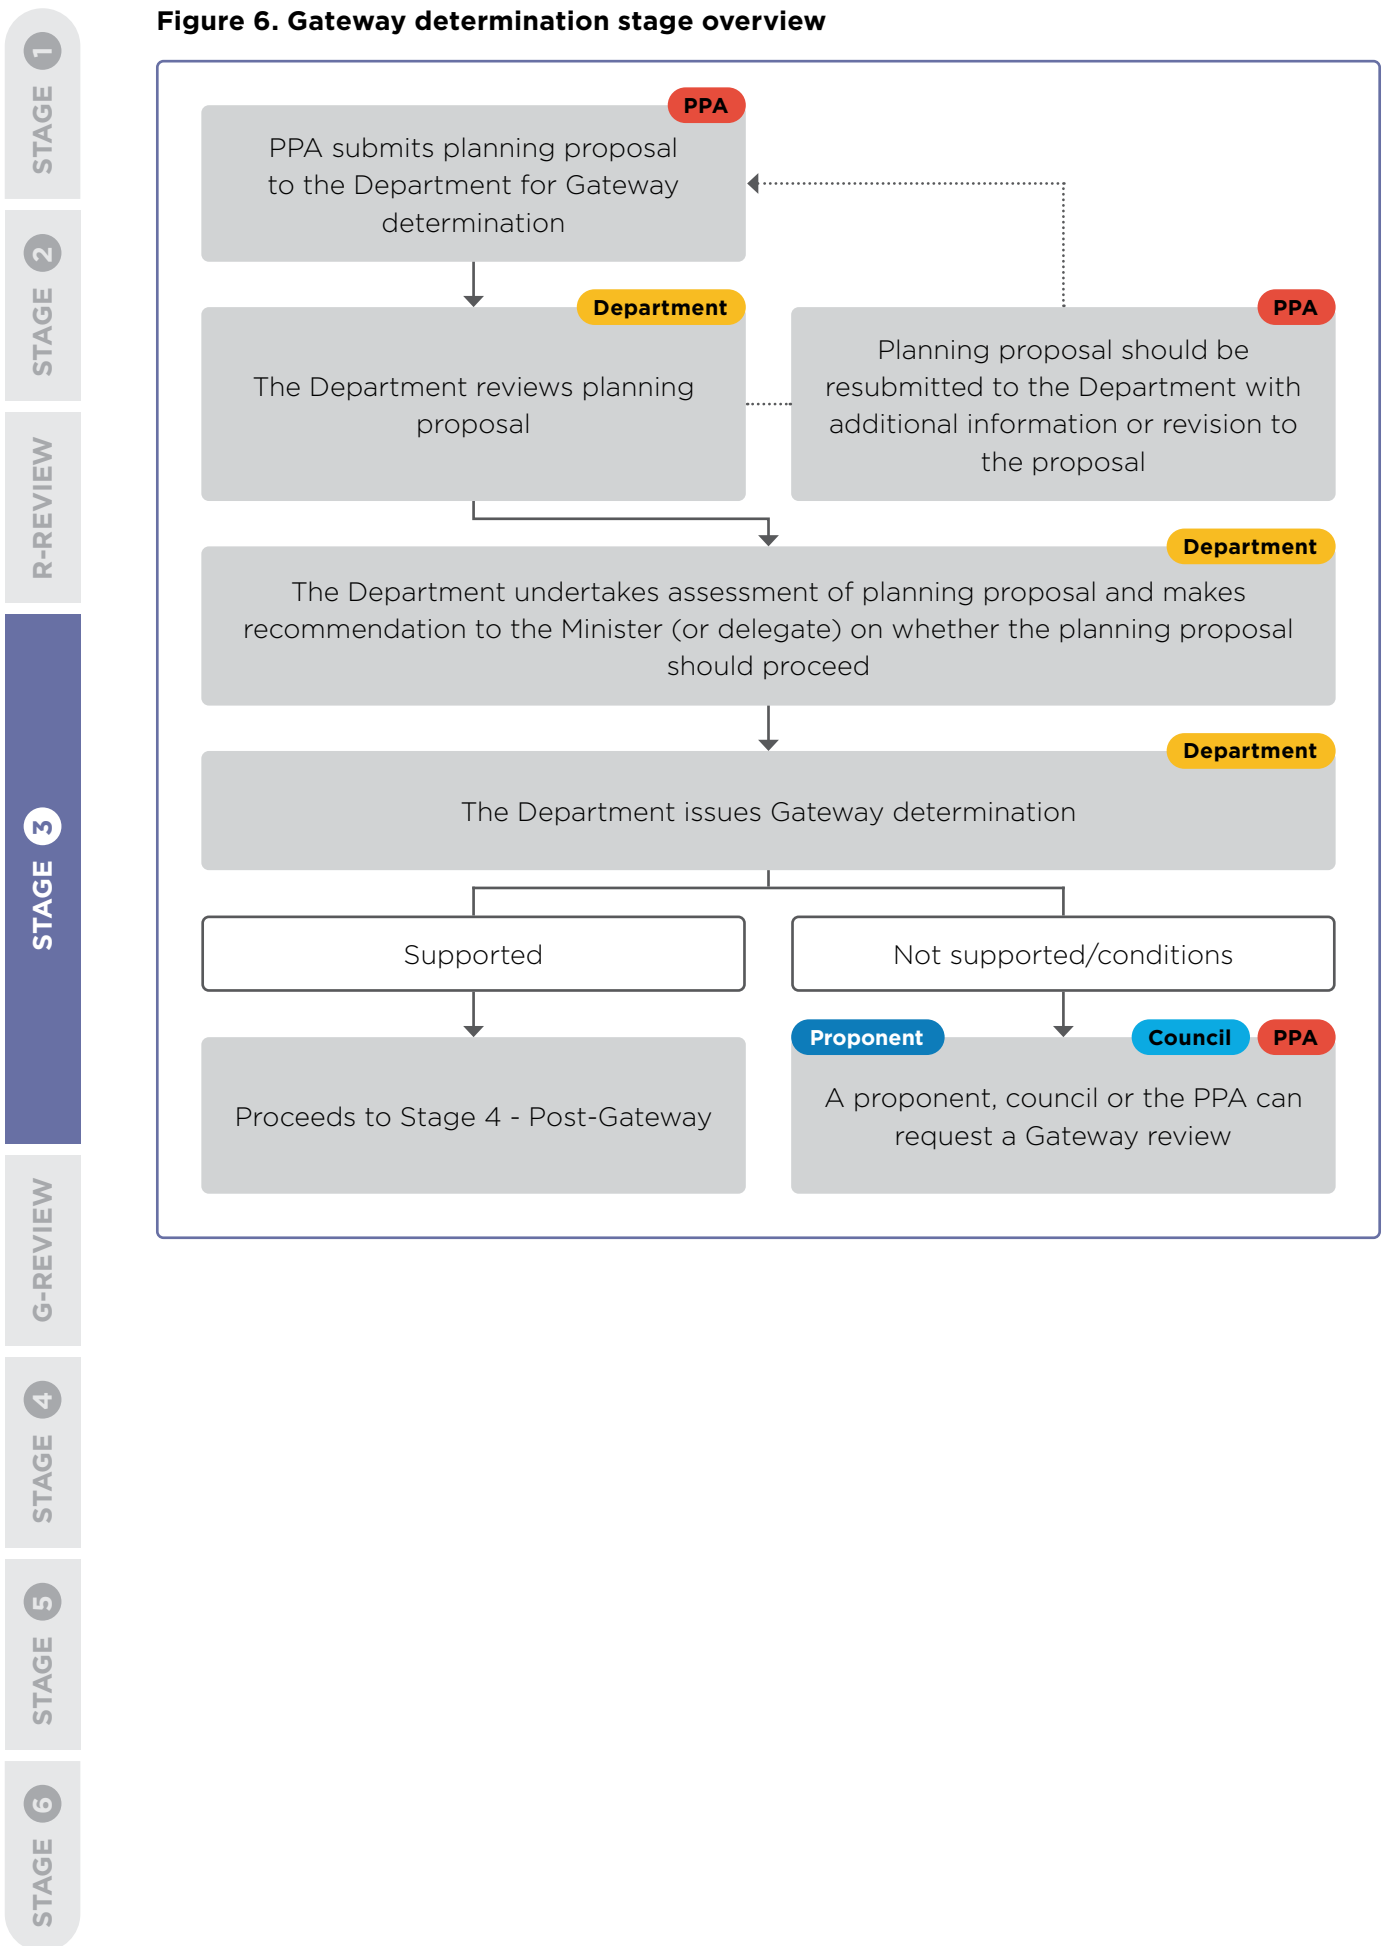 Figure 6. Gateway determination stage overview
STAGE 1
STAGE 2
R-REVIEW
STAGE 3
G-REVIEW
STAGE 4
STAGE 5
STAGE 6
PPA
PPA submits planning proposal
to the Department for Gateway
determination
Department
The Department reviews planning
proposal
PPA
Planning proposal should be
resubmitted to the Department with
additional information or revision to
the proposal
Department
The Department undertakes assessment of planning proposal and makes
recommendation to the Minister (or delegate) on whether the planning proposal
should proceed
Department
The Department issues Gateway determination
Supported
Not supported/conditions
Proceeds to Stage 4 - Post-Gateway
Proponent
Council
PPA
A proponent, council or the PPA can
request a Gateway review